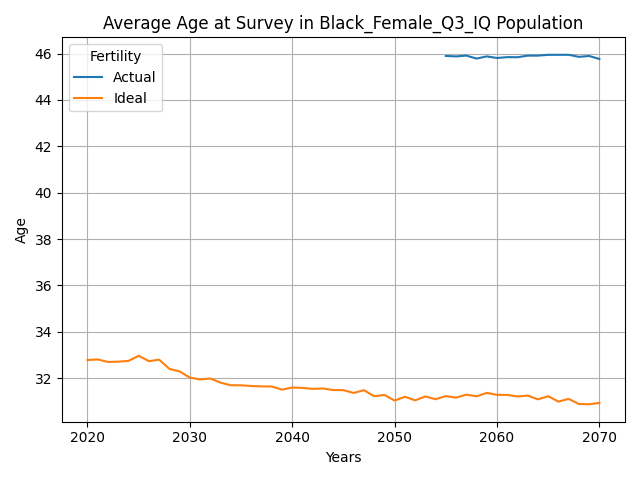 Average Age at Survey in Black_Female_Q3_IQ Population
Fertility
Actual
Ideal
46
44
42
40
38
36
34
32
Age
2020
2030
2040
2050
2060
2070
Years